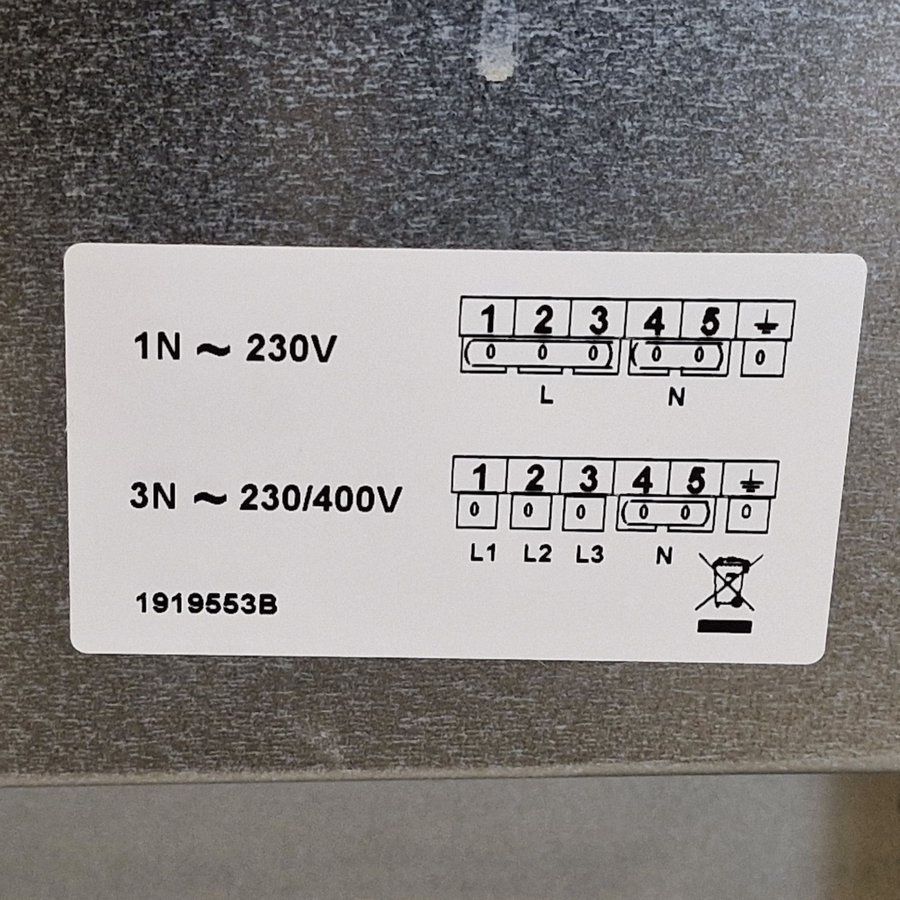 1N ~ 230V
1 2 3 4 5 ⏚
0 0 0 0 0 0
L N
3N ~ 230/400V
1 2 3 4 5 ⏚
0 0 0 0 0 0
L1 L2 L3 N
1919553B